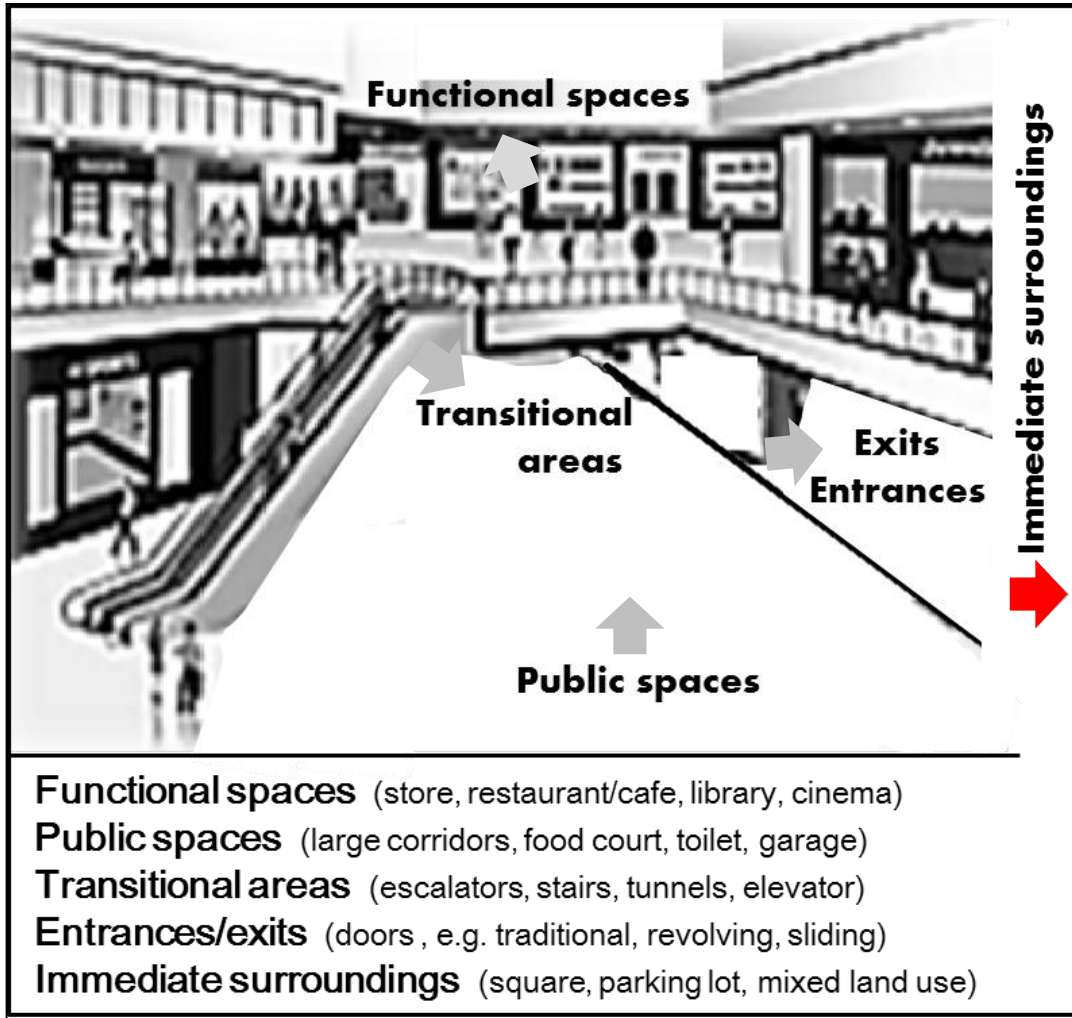 Functional spaces
Transitional
areas
Exits
Entrances
Public spaces
Immediate surroundings
Functional spaces (store, restaurant/cafe, library, cinema)
Public spaces (large corridors, food court, toilet, garage)
Transitional areas (escalators, stairs, tunnels, elevator)
Entrances/exits (doors , e.g. traditional, revolving, sliding)
Immediate surroundings (square, parking lot, mixed land use)